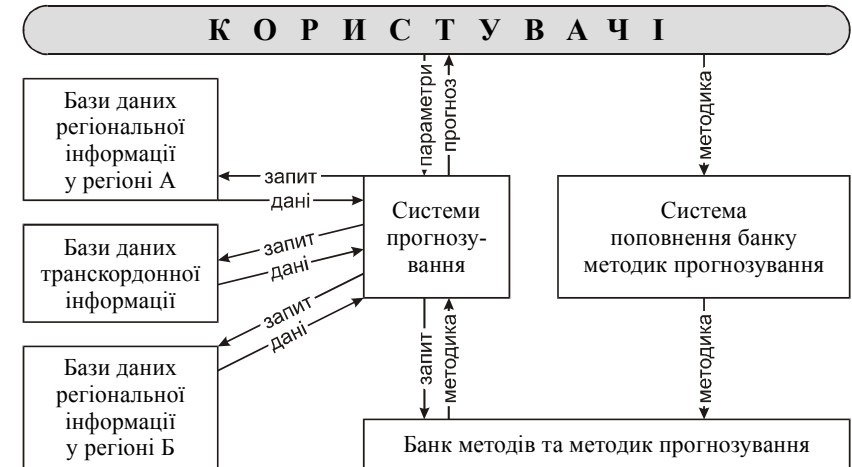 КОРИСТУВАЧІ
параметри
прогноз
методика
Бази даних
регіональної
інформації
у регіоні А
запит
дані
Системи
прогнозу-
вання
Система
поповнення банку
методик прогнозування
Бази даних
транскордонної
інформації
запит
дані
запит
дані
Бази даних
регіональної
інформації
у регіоні Б
запит
методика
методика
Банк методів та методик прогнозування